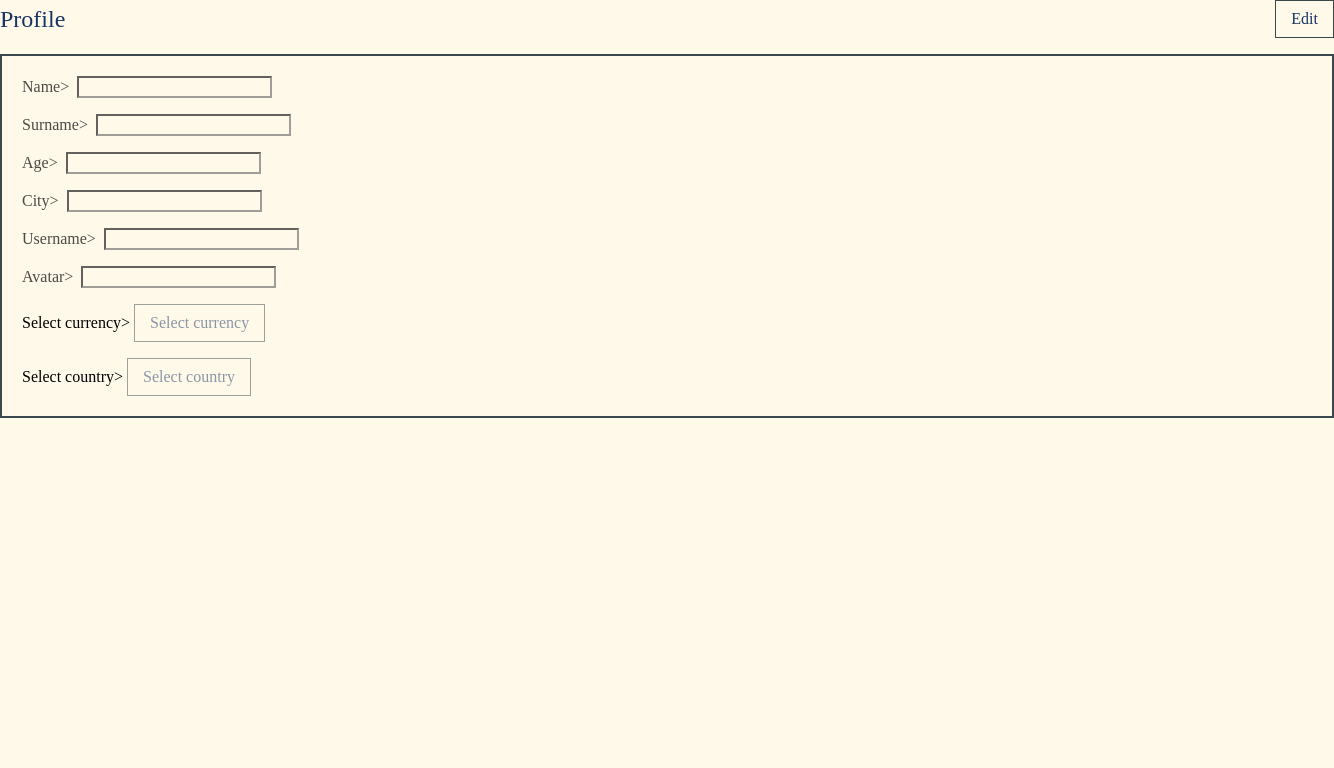 Profile
Edit
Name>
Surname>
Age>
City>
Username>
Avatar>
Select currency> Select currency
Select country> Select country